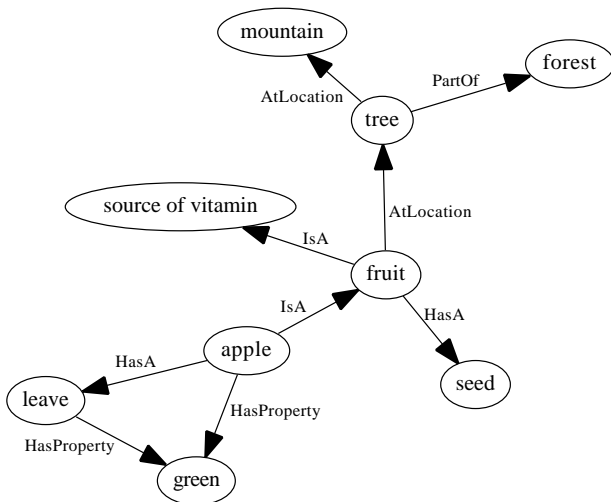 mountain
forest
PartOf
AtLocation
tree
source of vitamin
AtLocation
IsA
fruit
IsA
HasA
apple
HasA
seed
leave
HasProperty
HasProperty
green